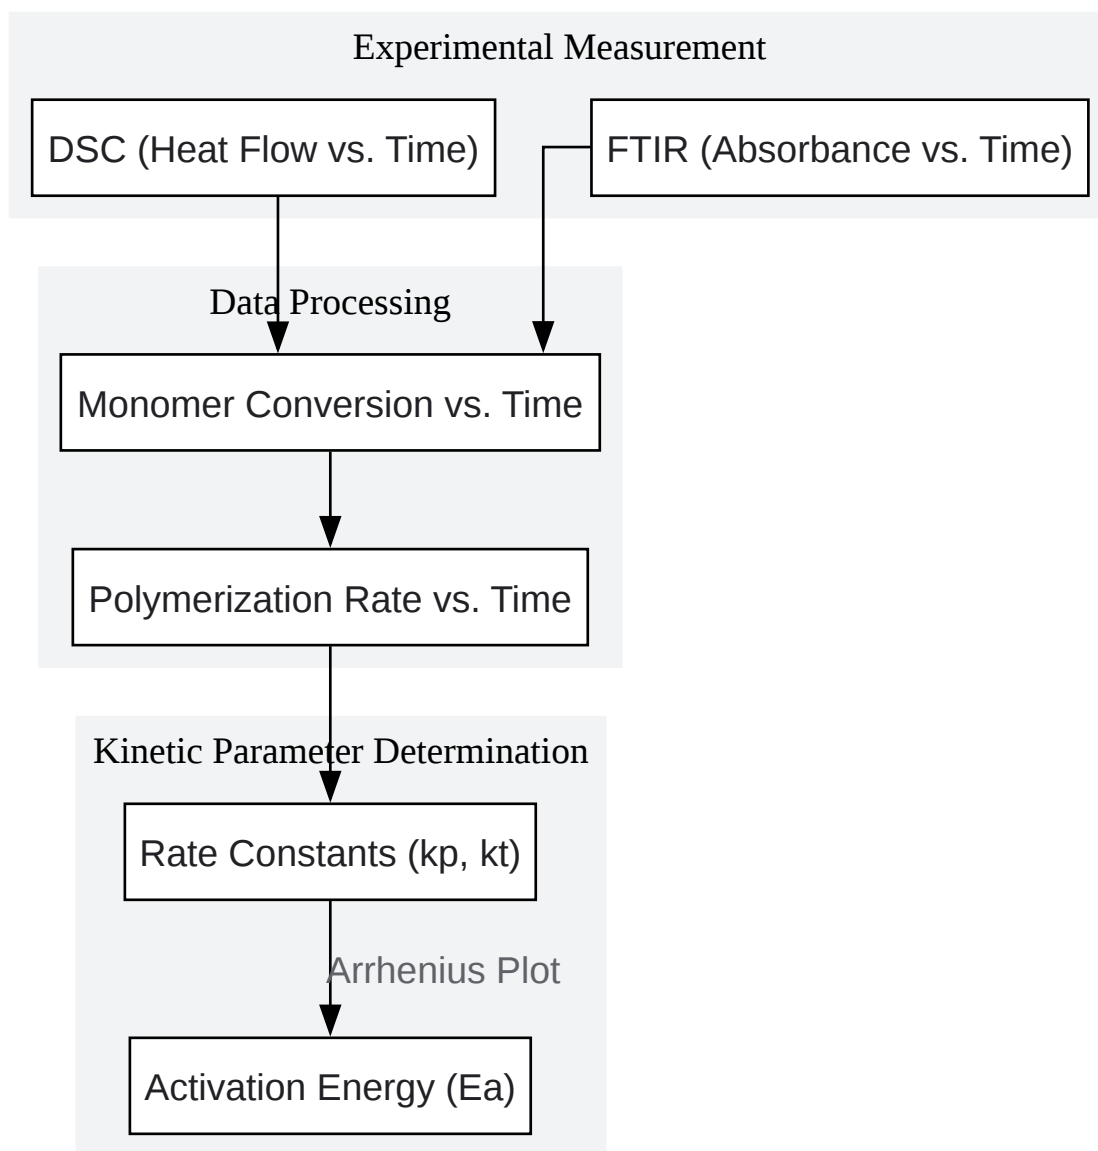 Experimental Measurement
DSC (Heat Flow vs. Time)
FTIR (Absorbance vs. Time)
Data Processing
Monomer Conversion vs. Time
Polymerization Rate vs. Time
Kinetic Parameter Determination
Rate Constants (kp, kt)
Arrhenius Plot
Activation Energy (Ea)